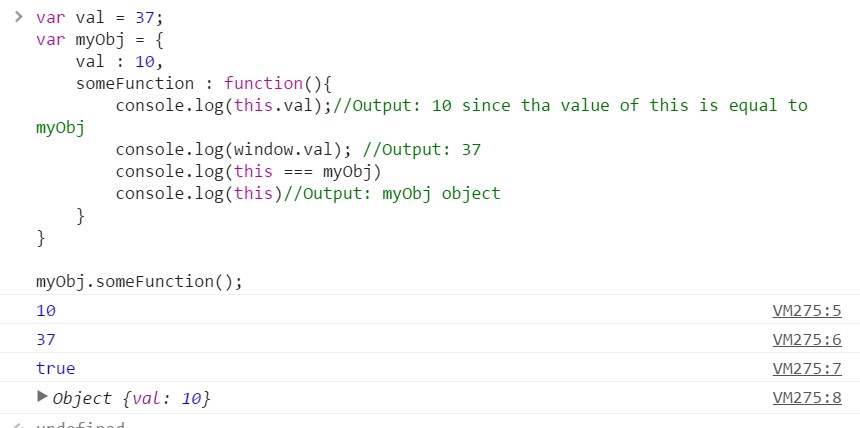 var val = 37;
var myObj = {
val : 10,
someFunction : function(){
console.log(this.val);//Output: 10 since tha value of this is equal to
myObj
console.log(window.val); //Output: 37
console.log(this === myObj)
console.log(this)//Output: myObj object
}
}
myObj.someFunction();
10 VM275:5
37 VM275:6
true VM275:7
Object {val: 10} VM275:8
undefined